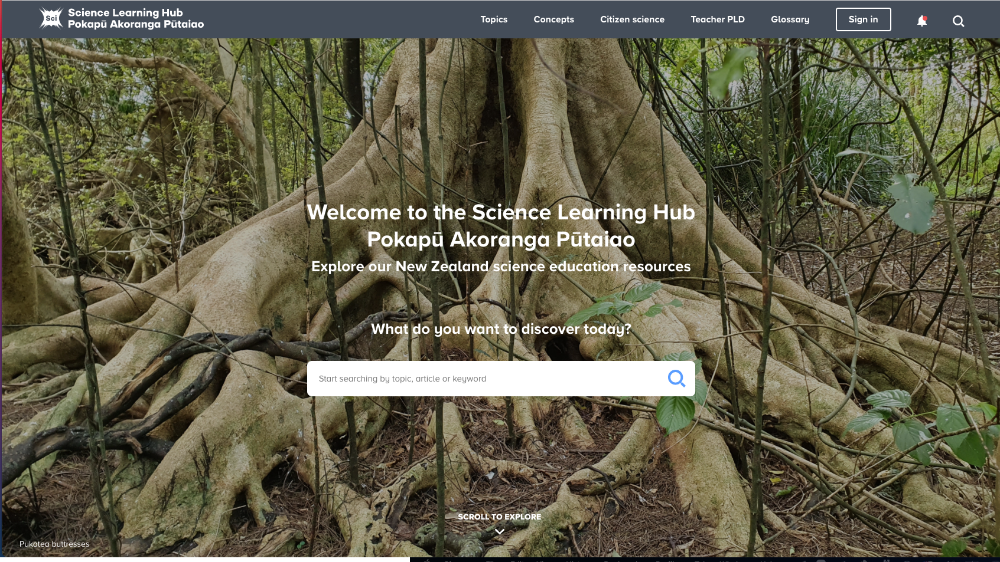 Science Learning Hub
Pokapū Akoranga Pūtaiao
Sci
Topics
Concepts
Citizen science
Teacher PLD
Glossary
Sign in
Welcome to the Science Learning Hub
Pokapū Akoranga Pūtaiao
Explore our New Zealand science education resources
What do you want to discover today?
Start searching by topic, article or keyword
SCROLL TO EXPLORE
Pukatea buttresses